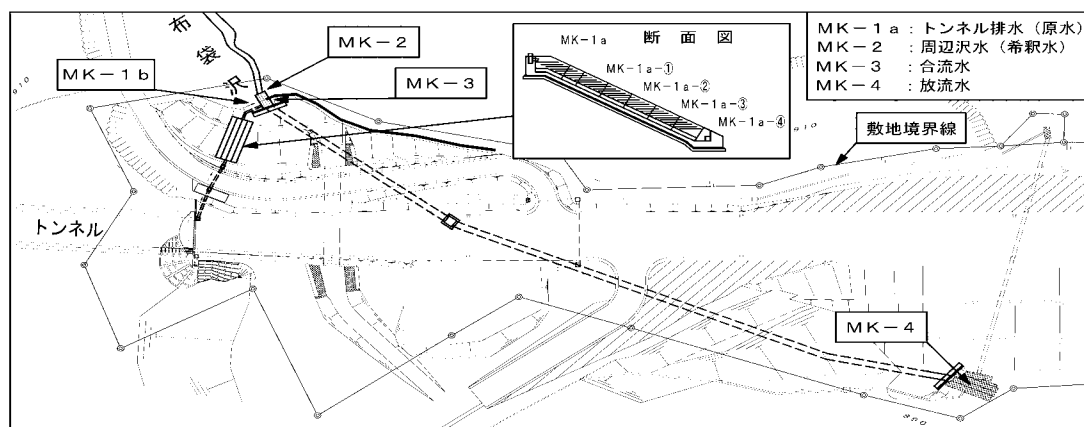 布袋沢
MK-2
MK-1b
MK-3
断面図
MK-1a
MK-1a-①
MK-1a-②
MK-1a-③
MK-1a-④
MK-1a：トンネル排水（原水）
MK-2 ：周辺沢水（希釈水）
MK-3 ：合流水
MK-4 ：放流水
敷地境界線
トンネル
MK-4
910
910